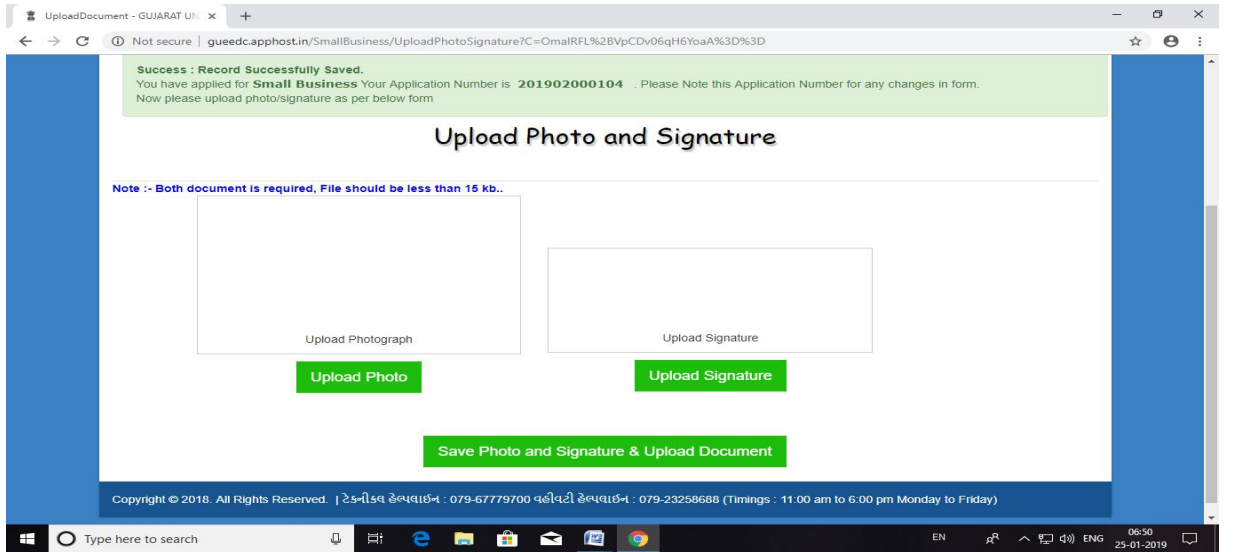 UploadDocument - GUJARAT UN
Not secure | gueedc.apphost.in/SmallBusiness/UploadPhotoSignature?C=OmalRFL%2BVpCDv06qH6YoaA%3D%3D
Success : Record Successfully Saved.
You have applied for Small Business Your Application Number is 201902000104 . Please Note this Application Number for any changes in form.
Now please upload photo/signature as per below form
Upload Photo and Signature
Note :- Both document is required, File should be less than 15 kb..
Upload Photograph
Upload Signature
Upload Photo
Upload Signature
Save Photo and Signature & Upload Document
Copyright © 2018. All Rights Reserved. | ટેકનીકલ હેલ્પલાઈન : 079-67779700 વહીવટી હેલ્પલાઈન : 079-23258688 (Timings : 11:00 am to 6:00 pm Monday to Friday)
Type here to search
EN
ENG
06:50
25-01-2019